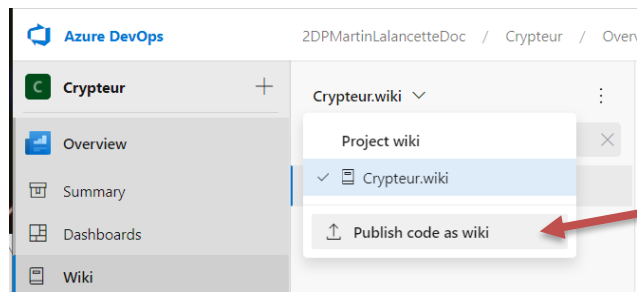 Azure DevOps
2DPMartinLalancetteDoc / Crypteur / Over
C Crypteur
Crypteur.wiki
Overview
Project wiki
Crypteur.wiki
Summary
Publish code as wiki
Dashboards
Wiki